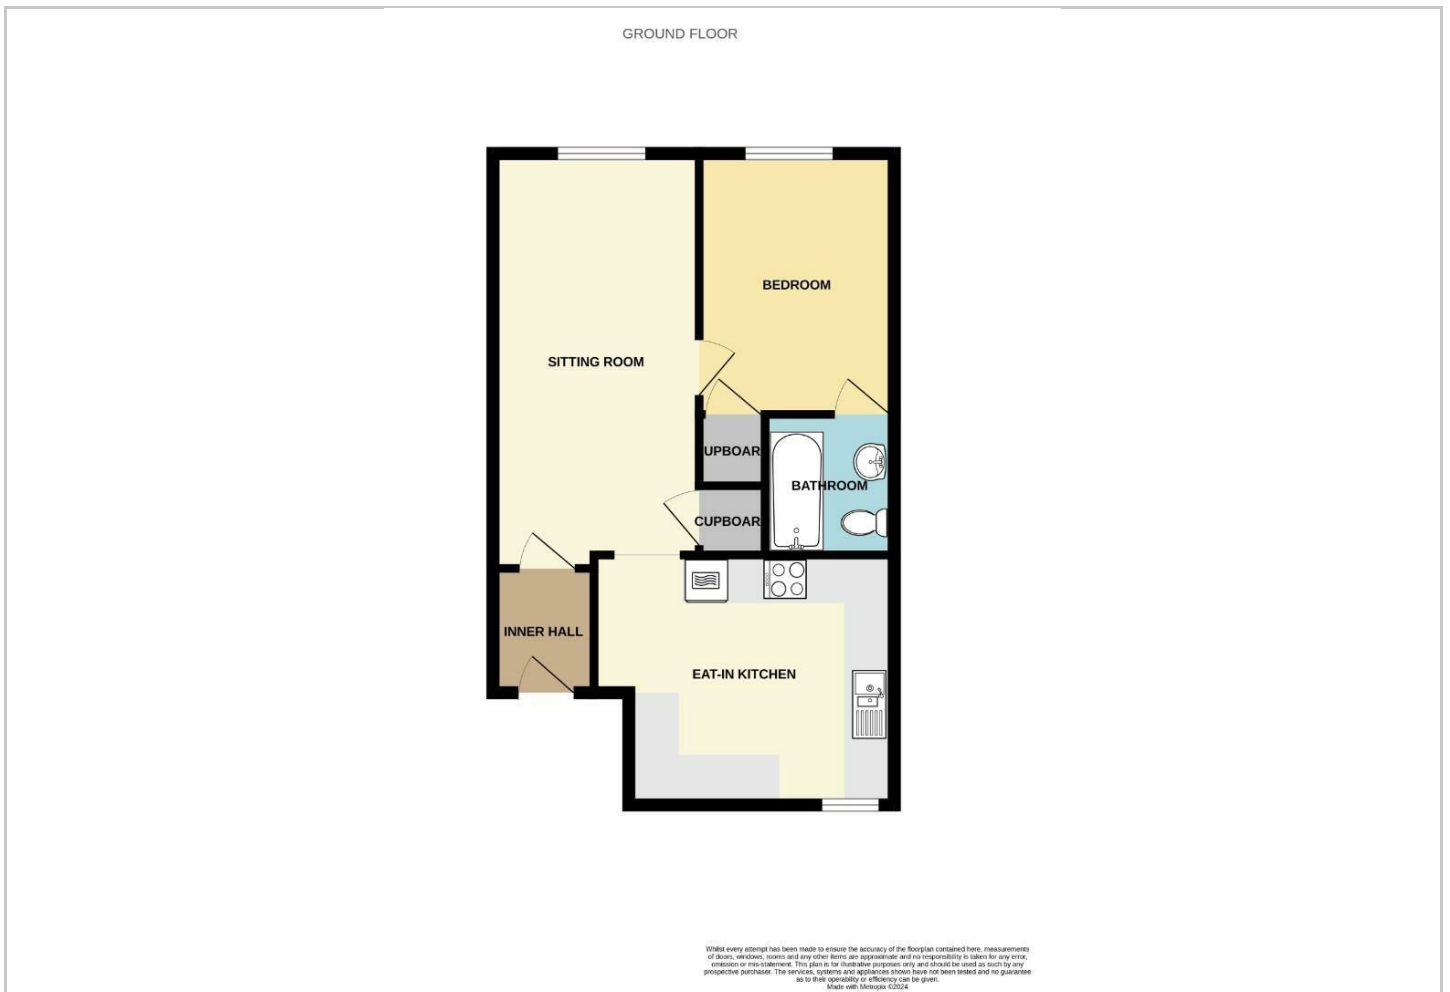 GROUND FLOOR
BEDROOM
SITTING ROOM
UPBOAR
BATHROOM
CUPBOAR
INNER HALL
EAT-IN KITCHEN
Whilst every attempt has been made to ensure the accuracy of the floorplan contained here, measurements
of doors, windows, rooms and any other items are approximate and no responsibility is taken for any error,
omission or mis-statement. This plan is for illustrative purposes only and should be used as such by any
prospective purchaser. The services, systems and appliances shown have not been tested and no guarantee
as to their operability or efficiency can be given.
Made with Metropix ©2024